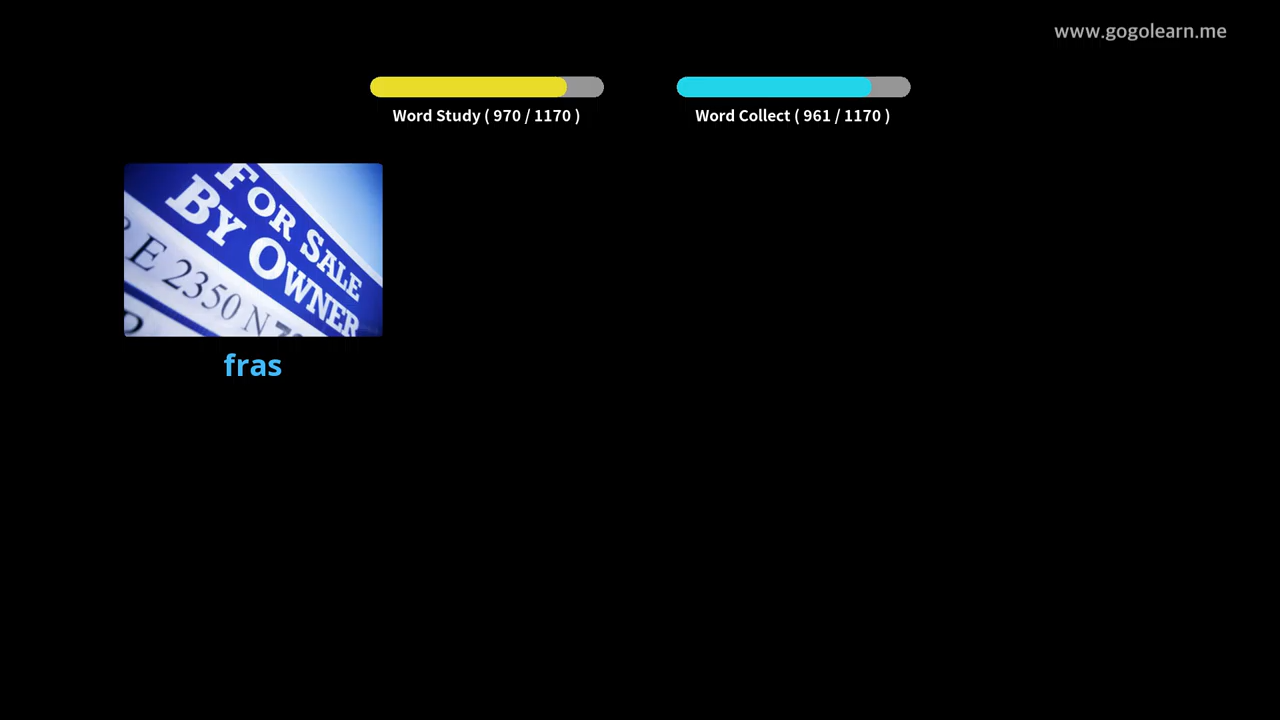 www.gogolearn.me
Word Study ( 970 / 1170 )
Word Collect ( 961 / 1170 )
FOR SALE
BY OWNER
E 2350 N
fras